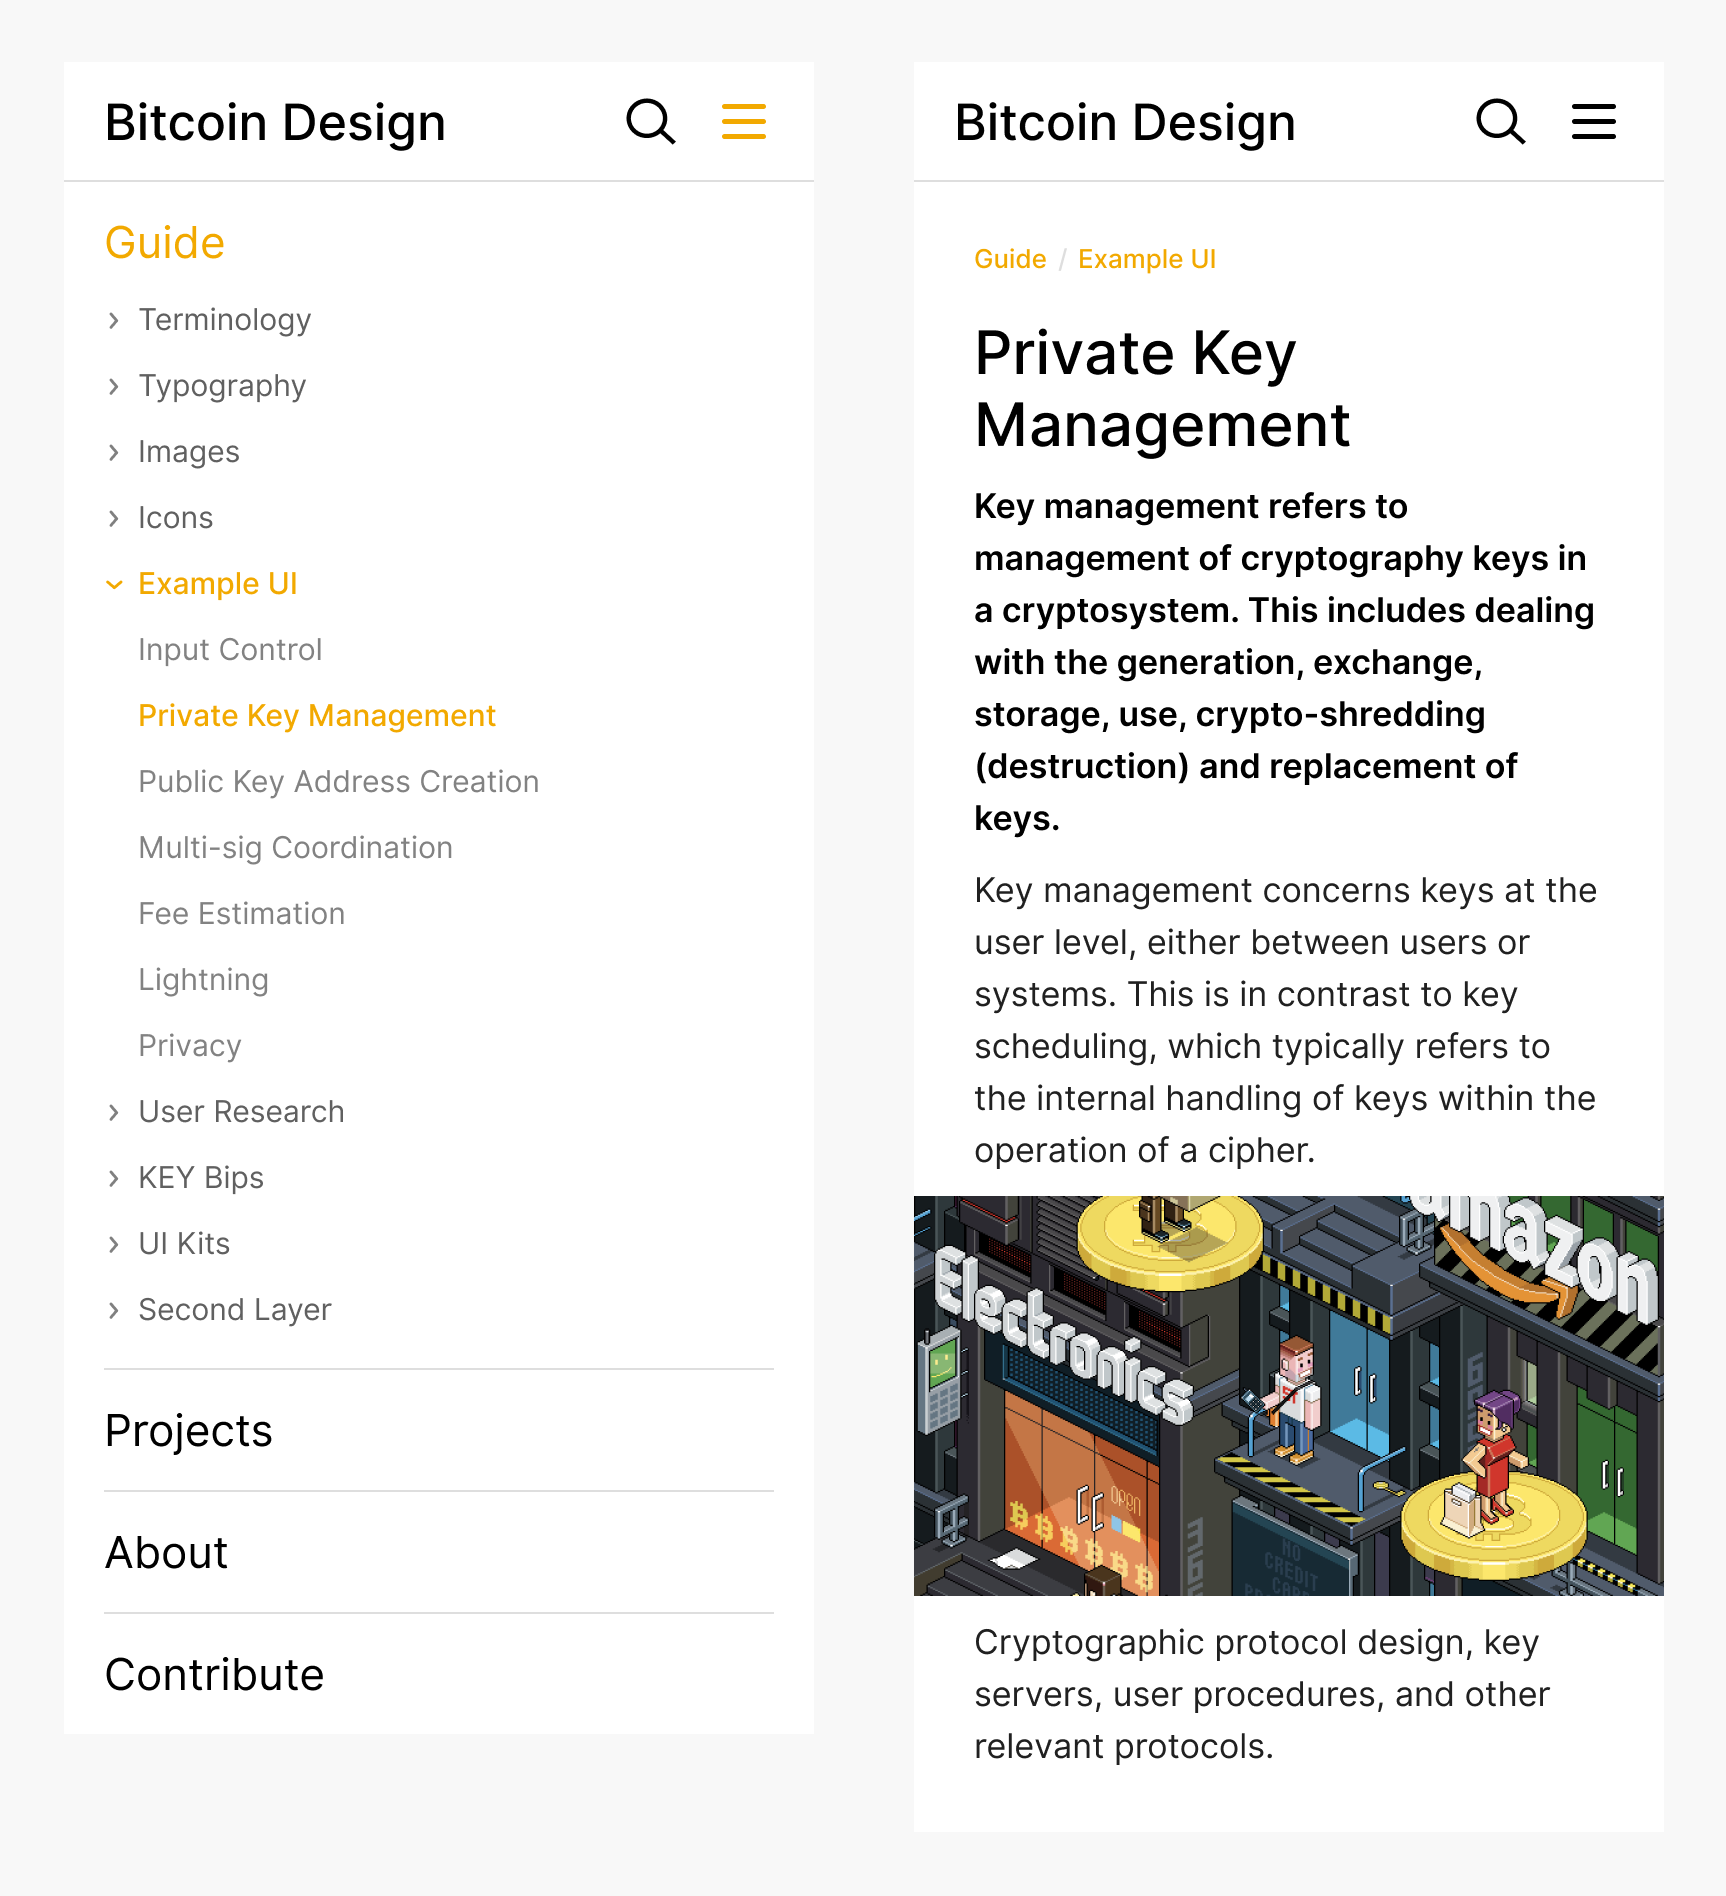 Bitcoin Design
Guide
Terminology
Typography
Images
Icons
Example UI
Input Control
Private Key Management
Public Key Address Creation
Multi-sig Coordination
Fee Estimation
Lightning
Privacy
User Research
KEY Bips
UI Kits
Second Layer
Projects
About
Contribute
Bitcoin Design
Guide / Example UI
Private Key
Management
Key management refers to
management of cryptography keys in
a cryptosystem. This includes dealing
with the generation, exchange,
storage, use, crypto-shredding
(destruction) and replacement of
keys.
Key management concerns keys at the
user level, either between users or
systems. This is in contrast to key
scheduling, which typically refers to
the internal handling of keys within the
operation of a cipher.
amazon
Electronics
OPEN
NO
CREDIT
Cryptographic protocol design, key
servers, user procedures, and other
relevant protocols.